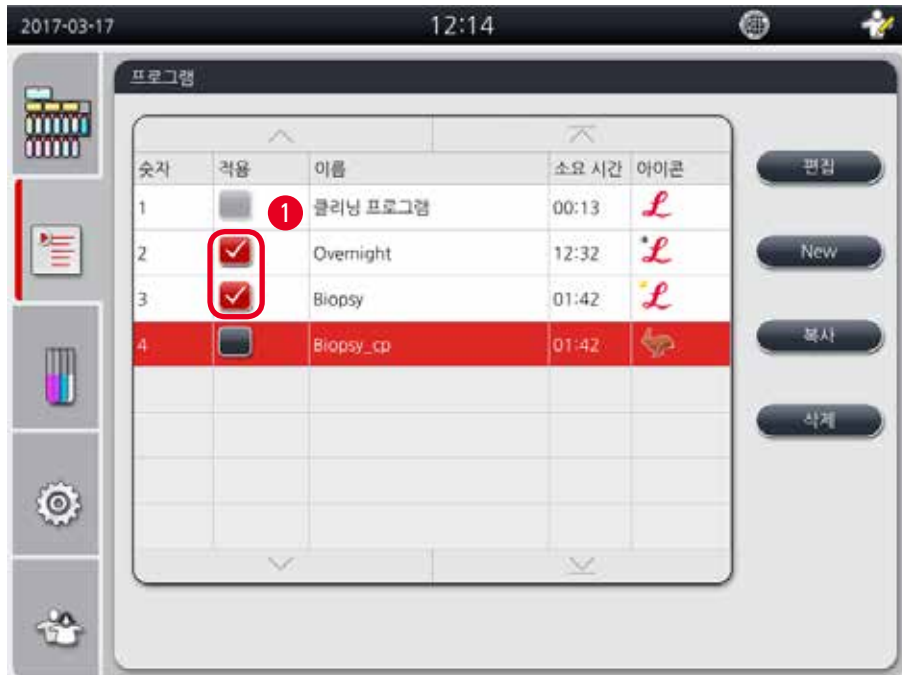 2017-03-17 12:14
프로그램
숫자 적용 이름 소요 시간 아이콘
1 클리닝 프로그램 00:13
2 Overnight 12:32
3 Biopsy 01:42
4 Biopsy_cp 01:42
1
편집
New
복사
삭제